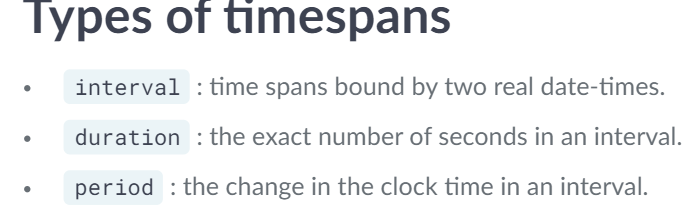 Types of timespans
• interval : time spans bound by two real date-times.
• duration : the exact number of seconds in an interval.
• period : the change in the clock time in an interval.